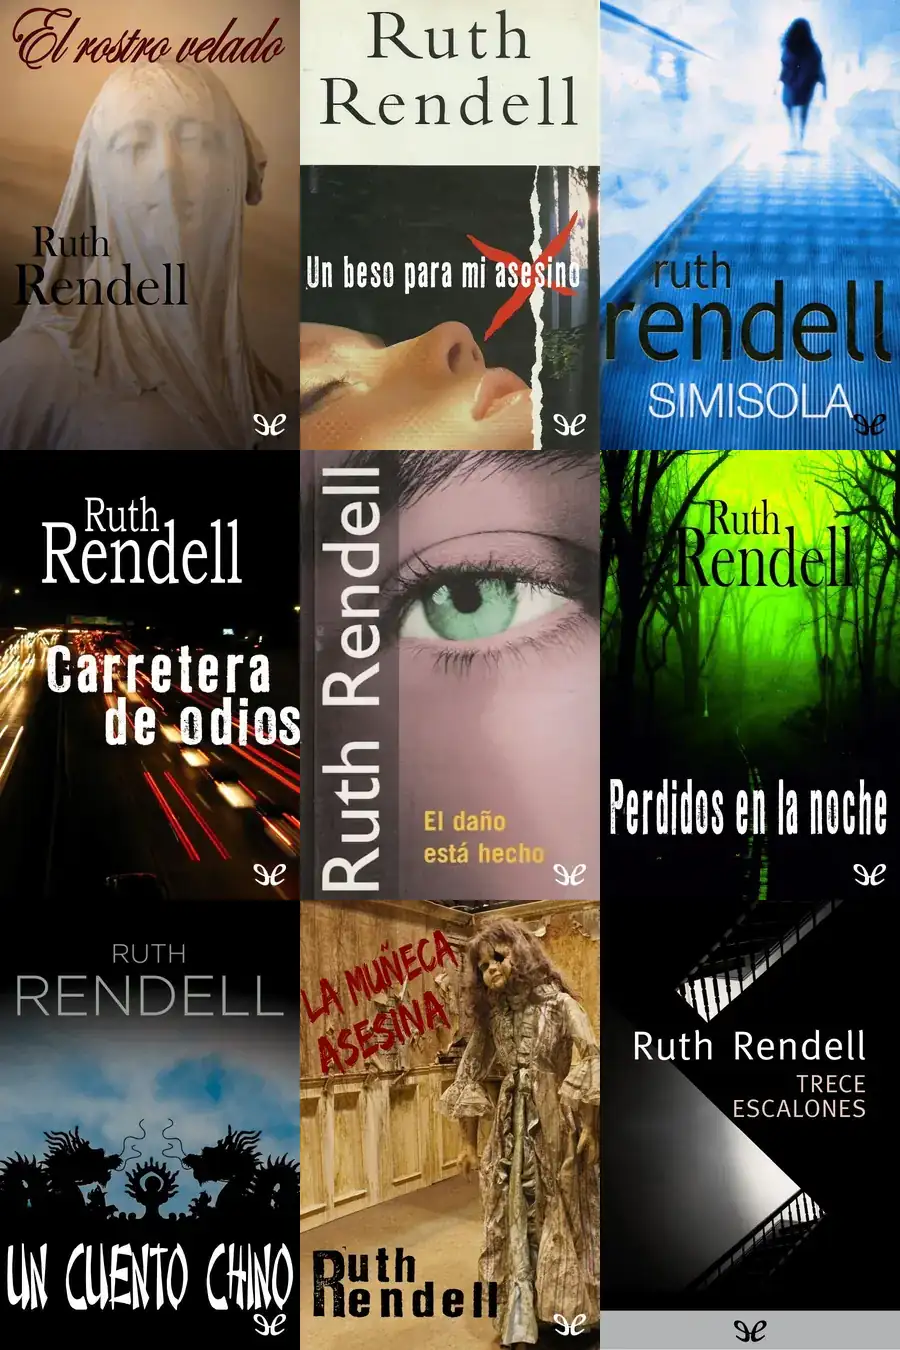 El rostro velado
Ruth
Rendell
Ruth
Rendell
Un beso para mi asesino
ruth
rendell
SIMISOLA
Ruth
Rendell
Carretera
de odios
Ruth Rendell
El daño
está hecho
Ruth
Rendell
Perdidos en la noche
RUTH
RENDELL
UN CUENTO CHINO
LA MUÑECA
ASESINA
Ruth
Rendell
Ruth Rendell
TRECE
ESCALONES